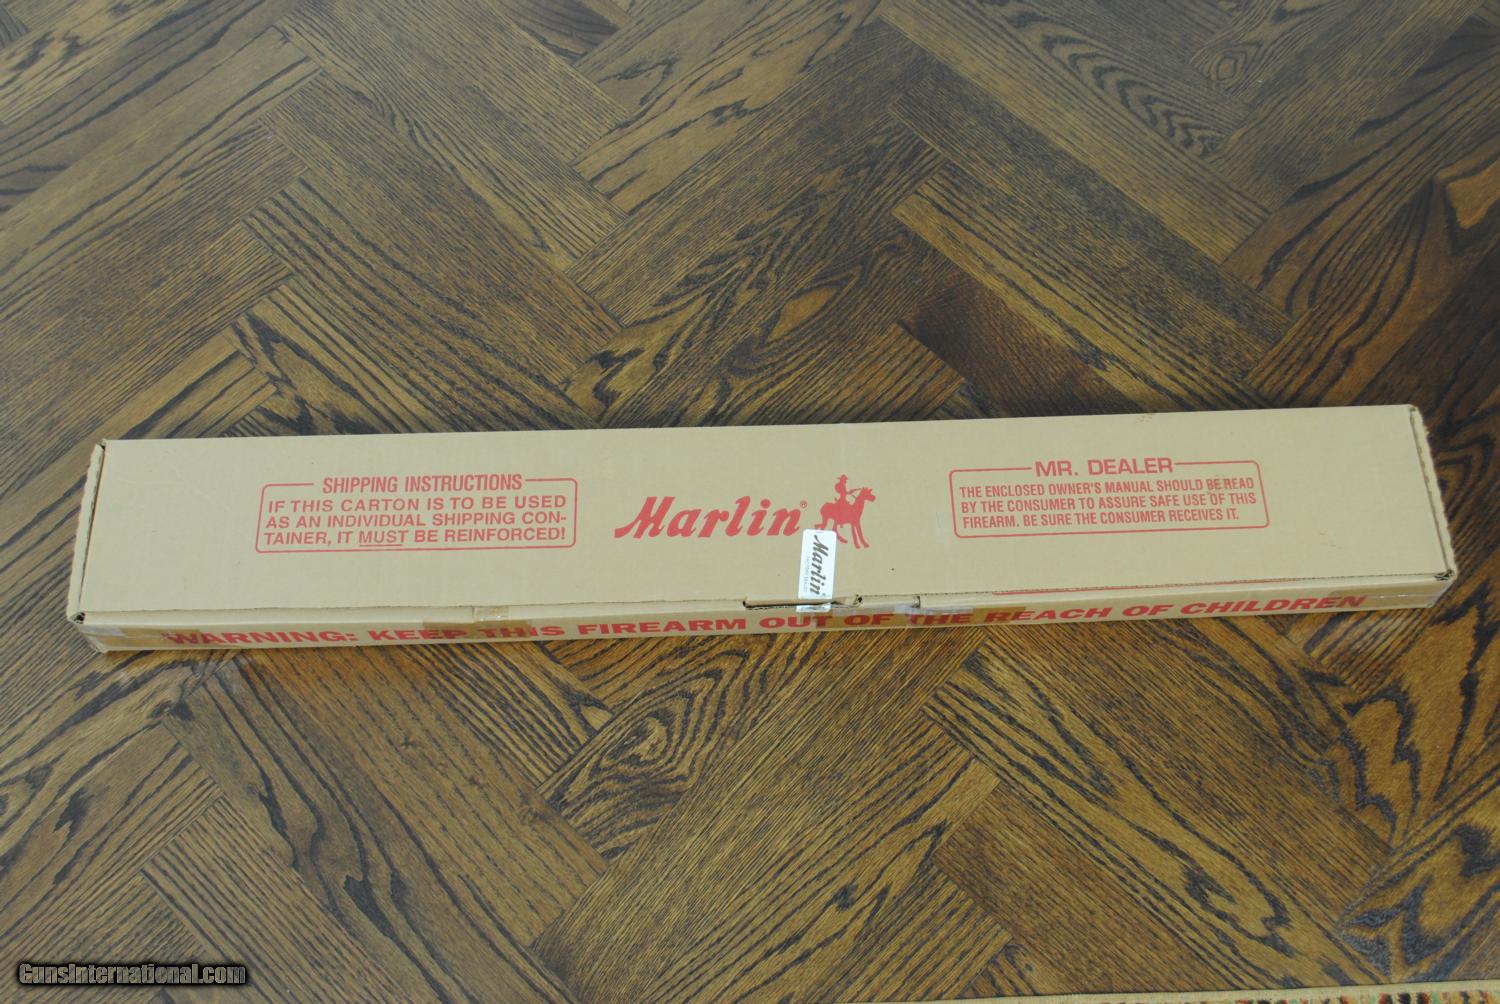 SHIPPING INSTRUCTIONS
IF THIS CARTON IS TO BE USED
AS AN INDIVIDUAL SHIPPING CON-
TAINER, IT MUST BE REINFORCED!
Marlin®
MR. DEALER
THE ENCLOSED OWNER'S MANUAL SHOULD BE READ
BY THE CONSUMER TO ASSURE SAFE USE OF THIS
FIREARM. BE SURE THE CONSUMER RECEIVES IT.
Marlin
FACTORY SEALED
WARNING: KEEP THIS FIREARM OUT OF THE REACH OF CHILDREN
GunsInternational.com